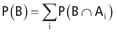 P(B) = ∑ᵢ P(B ∩ Aᵢ)